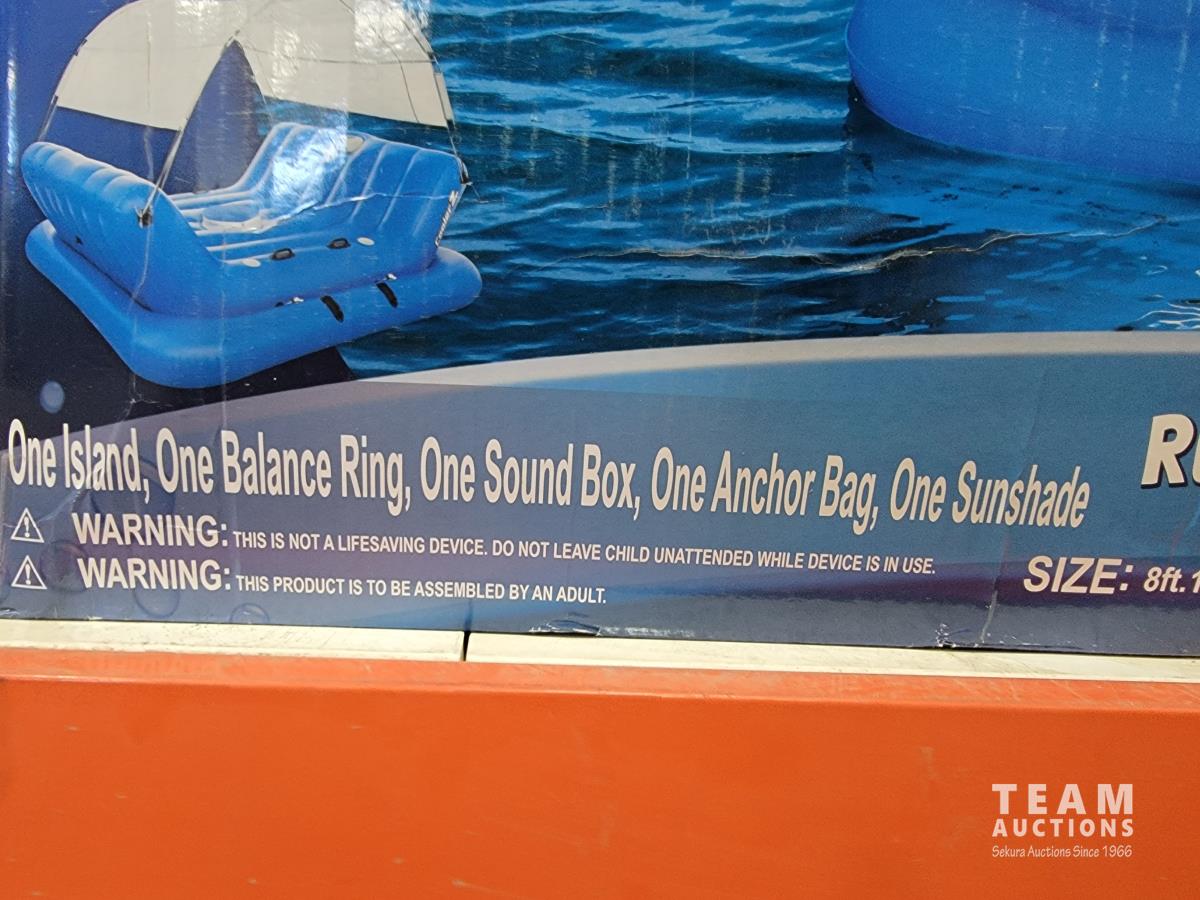 One Island, One Balance Ring, One Sound Box, One Anchor Bag, One Sunshade
WARNING: THIS IS NOT A LIFESAVING DEVICE. DO NOT LEAVE CHILD UNATTENDED WHILE DEVICE IS IN USE.
WARNING: THIS PRODUCT IS TO BE ASSEMBLED BY AN ADULT.
SIZE: 8ft.1
TEAM
AUCTIONS
Sekura Auctions Since 1966